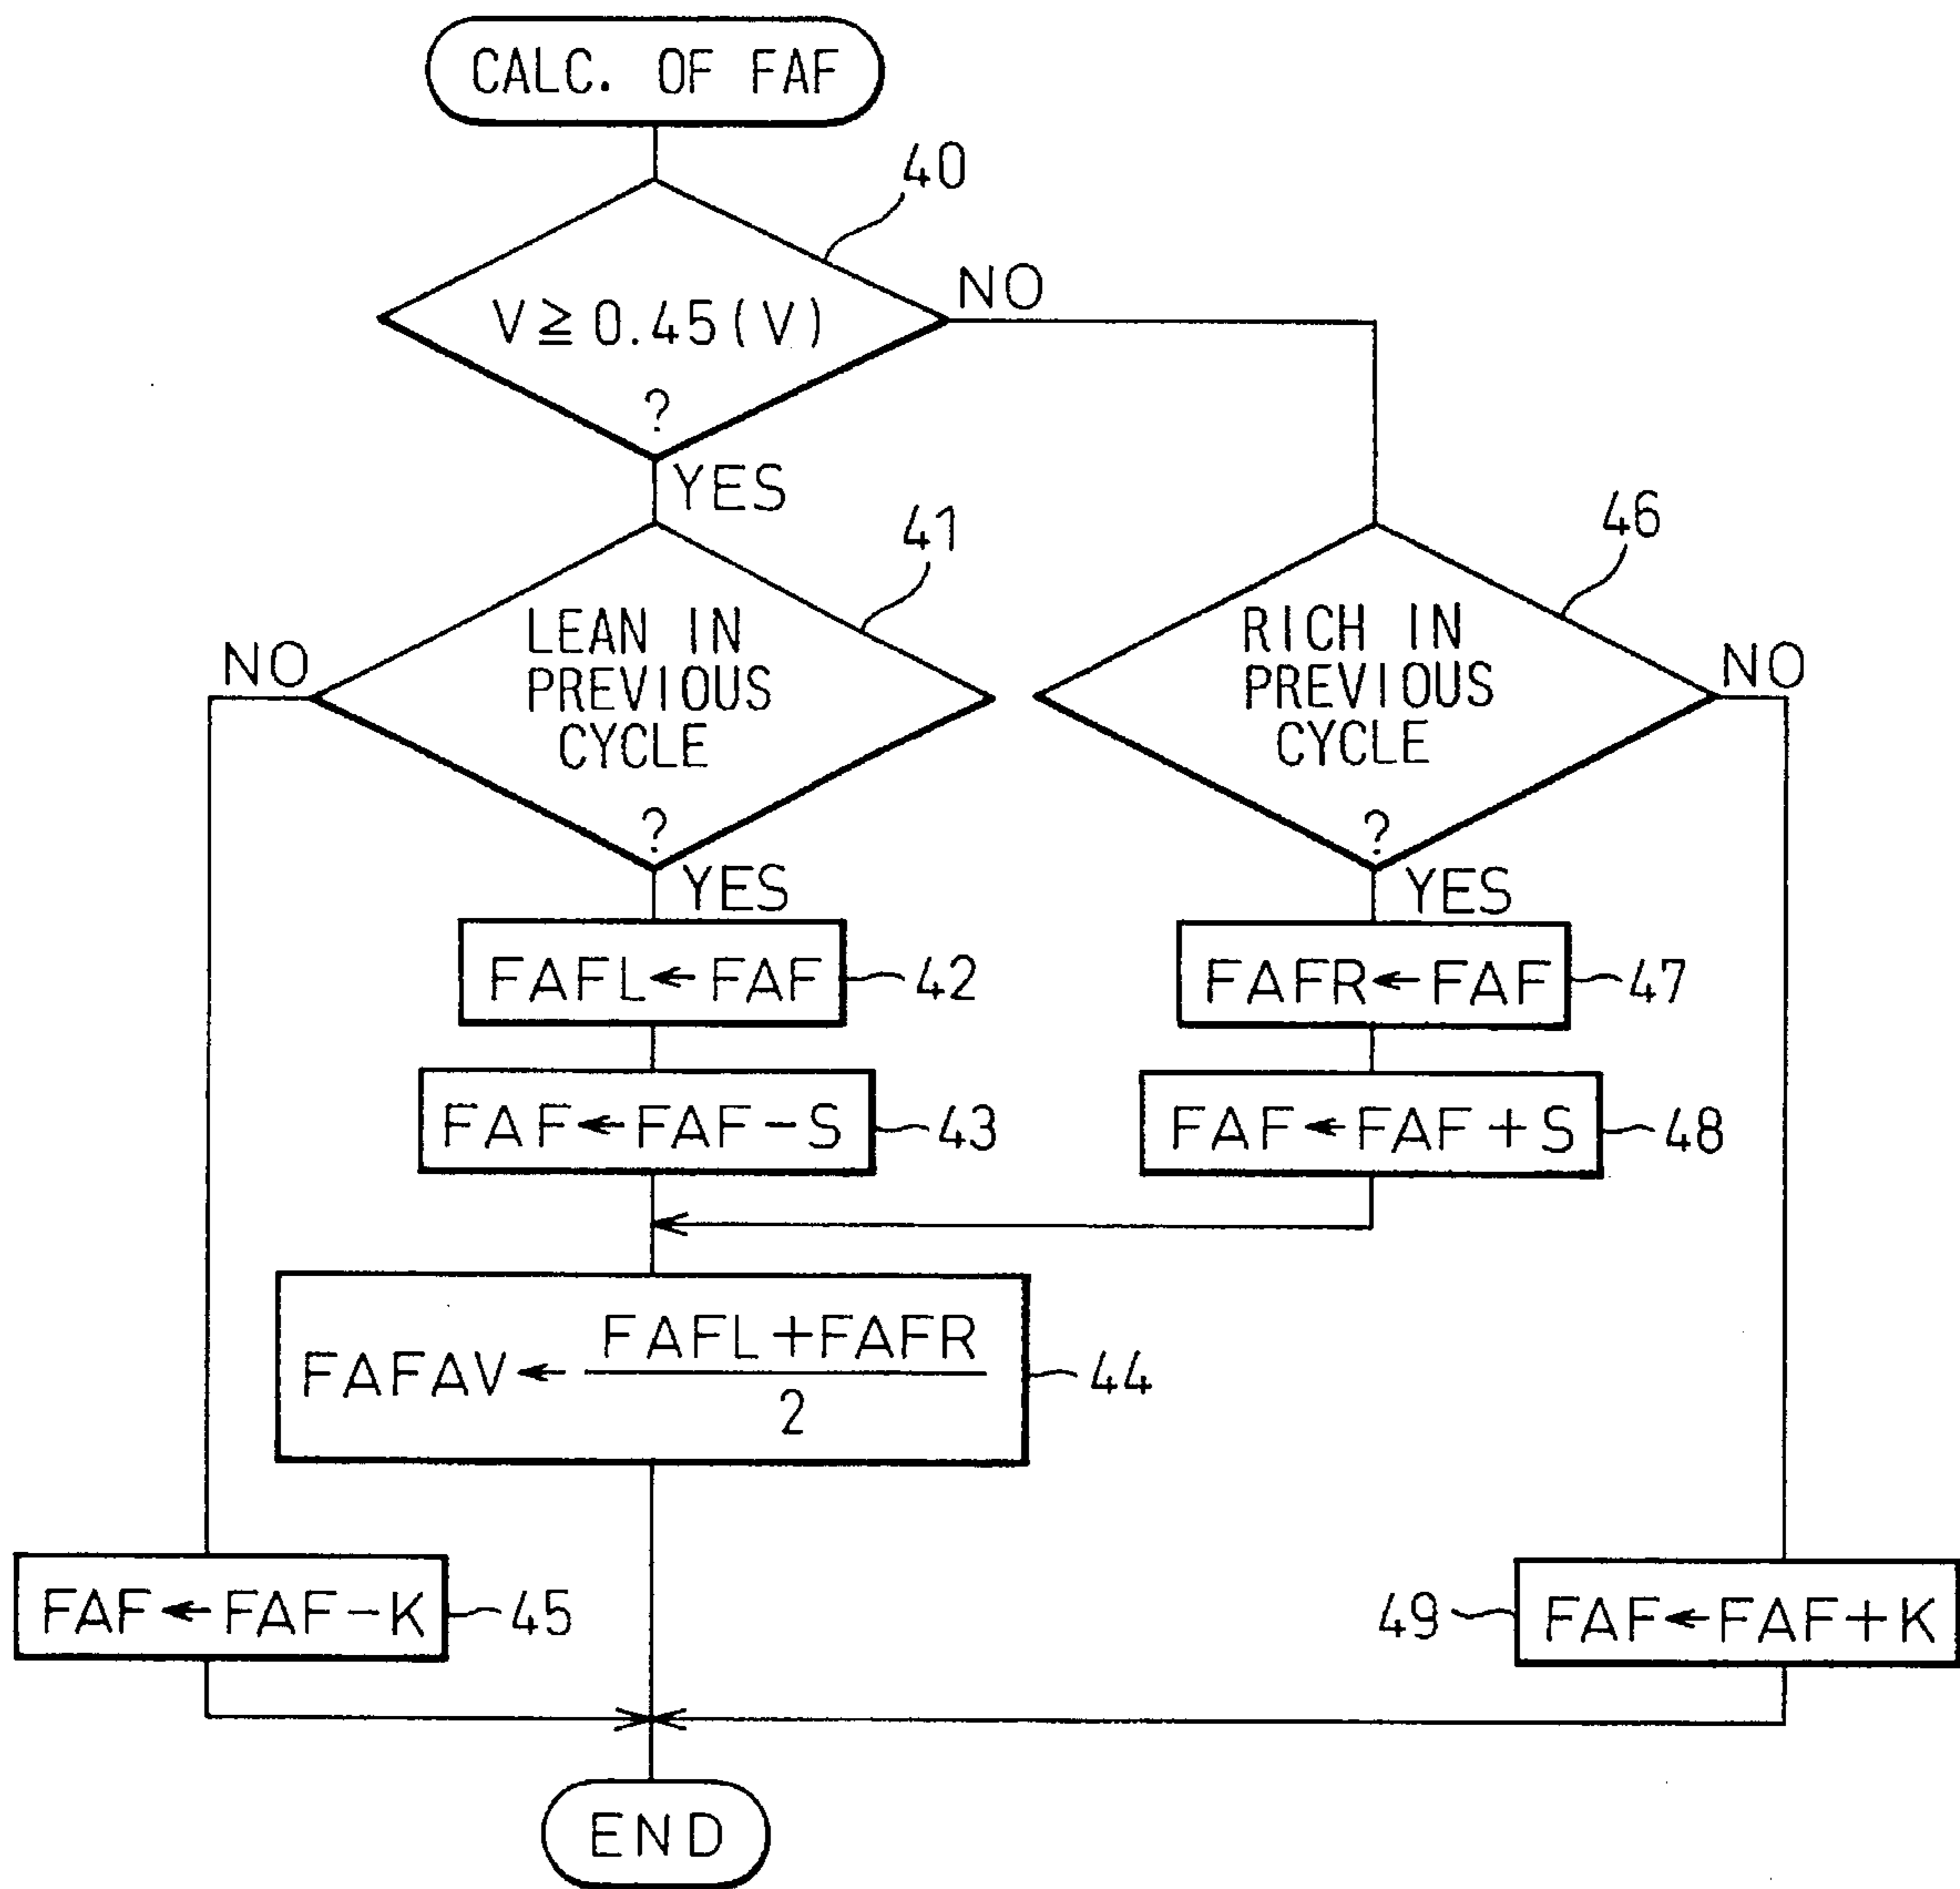 CALC. OF FAF
40
V≧0.45(V)
?
NO
YES
41
46
LEAN IN
PREVIOUS
CYCLE
?
NO
YES
RICH IN
PREVIOUS
CYCLE
?
NO
YES
FAFL←FAF
42
FAFR←FAF
47
FAF←FAF−S
43
FAF←FAF+S
48
FAFAV← FAFL+FAFR
2
44
FAF←FAF−K
45
49
FAF←FAF+K
END